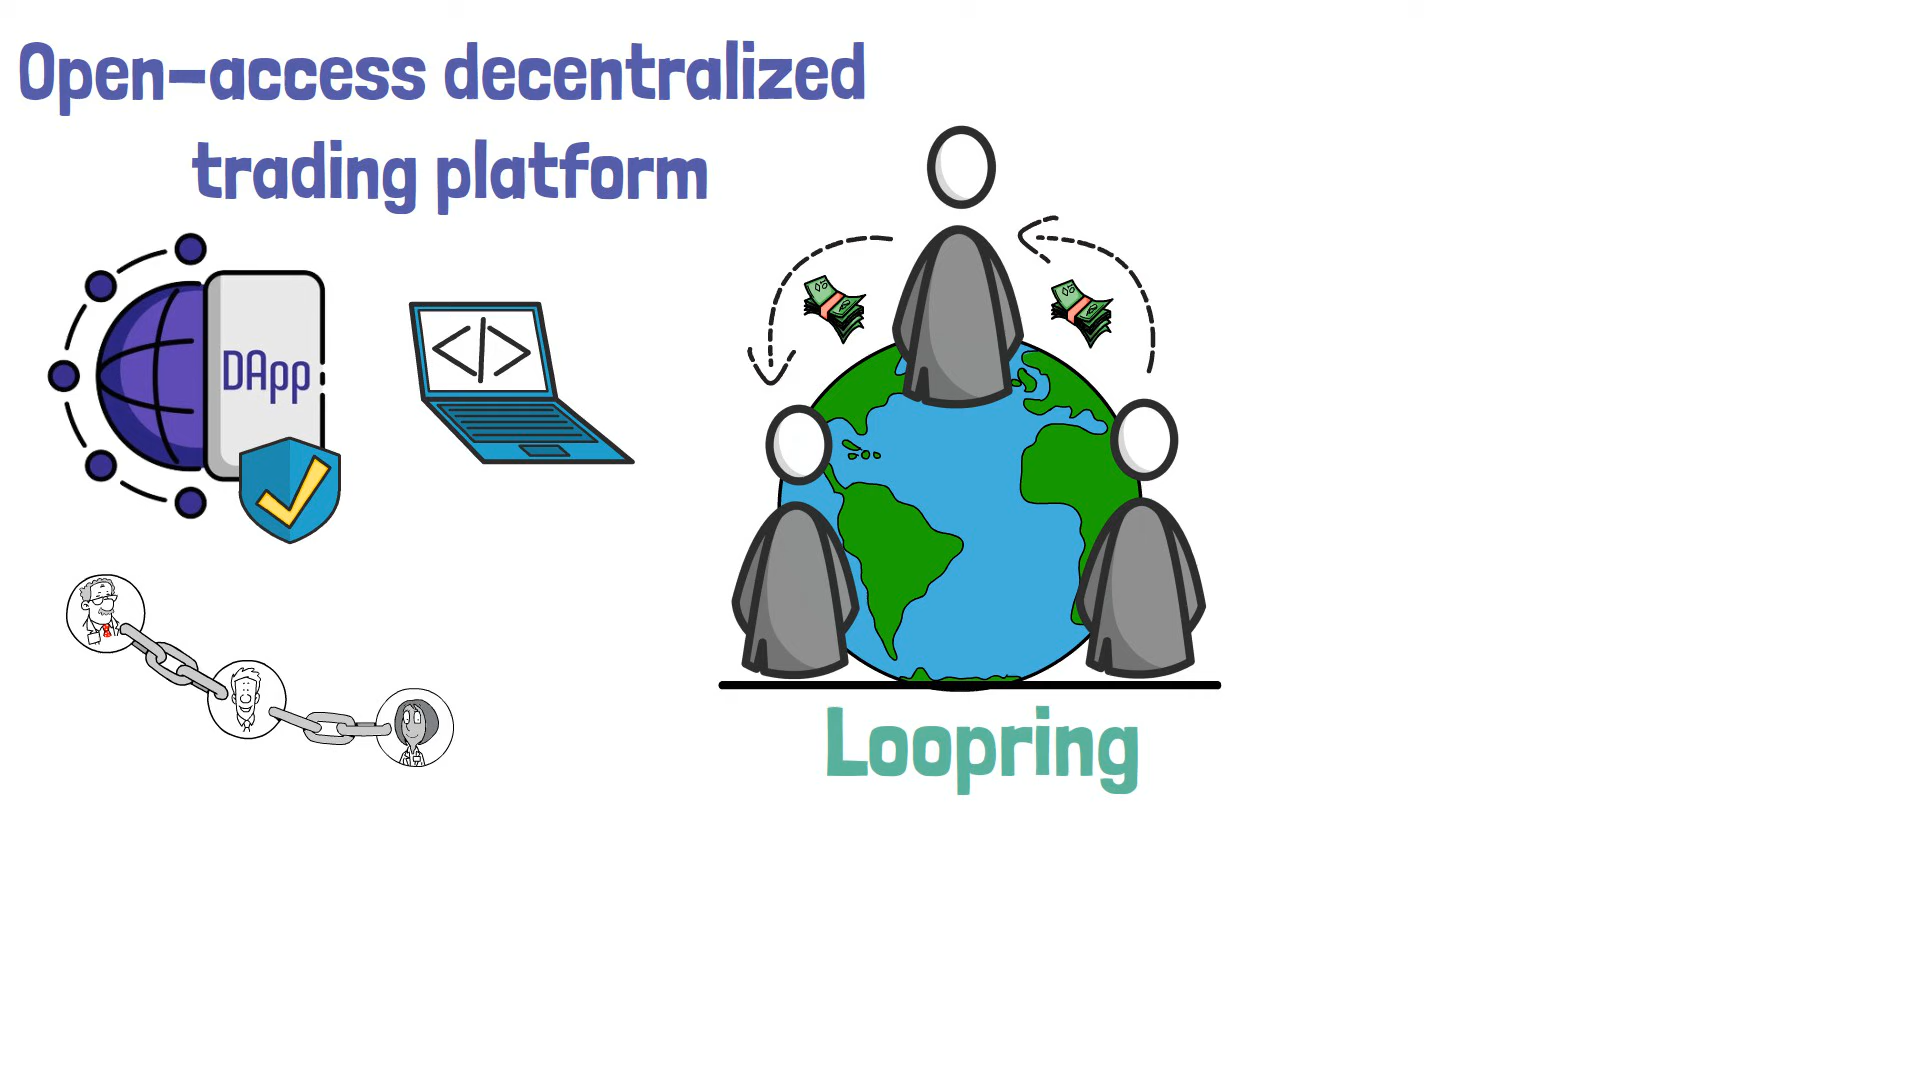 Open-access decentralized
trading platform
DApp
</>
Loopring